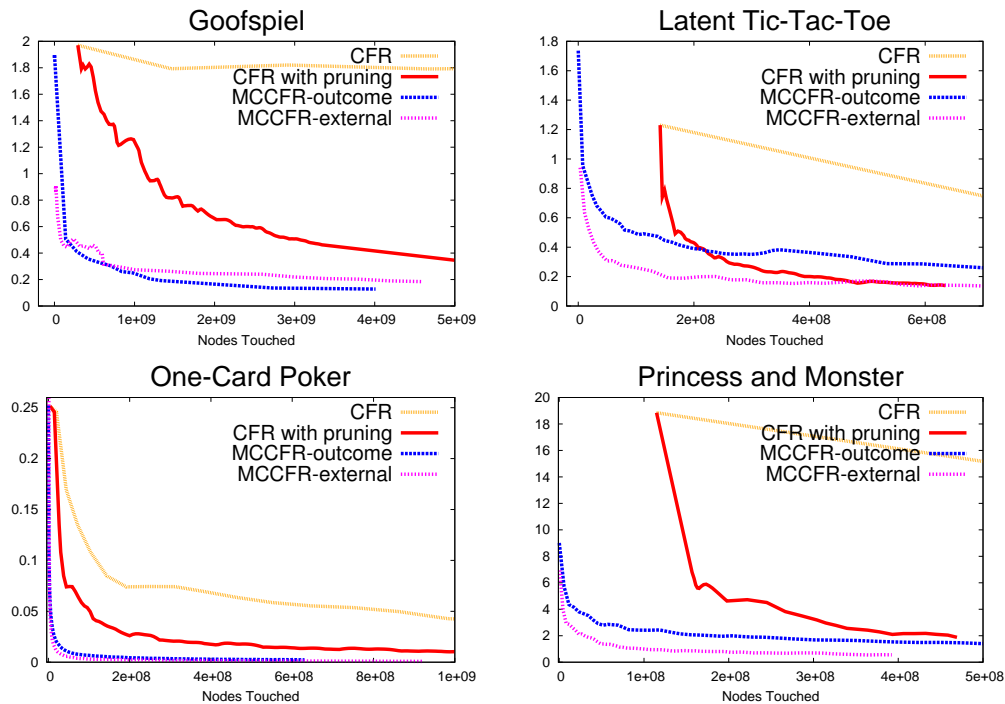 Goofspiel
2
1.8
1.6
1.4
1.2
1
0.8
0.6
0.4
0.2
0
CFR
CFR with pruning
MCCFR-outcome
MCCFR-external
0 1e+09 2e+09 3e+09 4e+09 5e+09
Nodes Touched
Latent Tic-Tac-Toe
1.8
1.6
1.4
1.2
1
0.8
0.6
0.4
0.2
0
CFR
CFR with pruning
MCCFR-outcome
MCCFR-external
0 2e+08 4e+08 6e+08
Nodes Touched
One-Card Poker
0.25
0.2
0.15
0.1
0.05
0
CFR
CFR with pruning
MCCFR-outcome
MCCFR-external
0 2e+08 4e+08 6e+08 8e+08 1e+09
Nodes Touched
Princess and Monster
20
18
16
14
12
10
8
6
4
2
0
CFR
CFR with pruning
MCCFR-outcome
MCCFR-external
0 1e+08 2e+08 3e+08 4e+08 5e+08
Nodes Touched